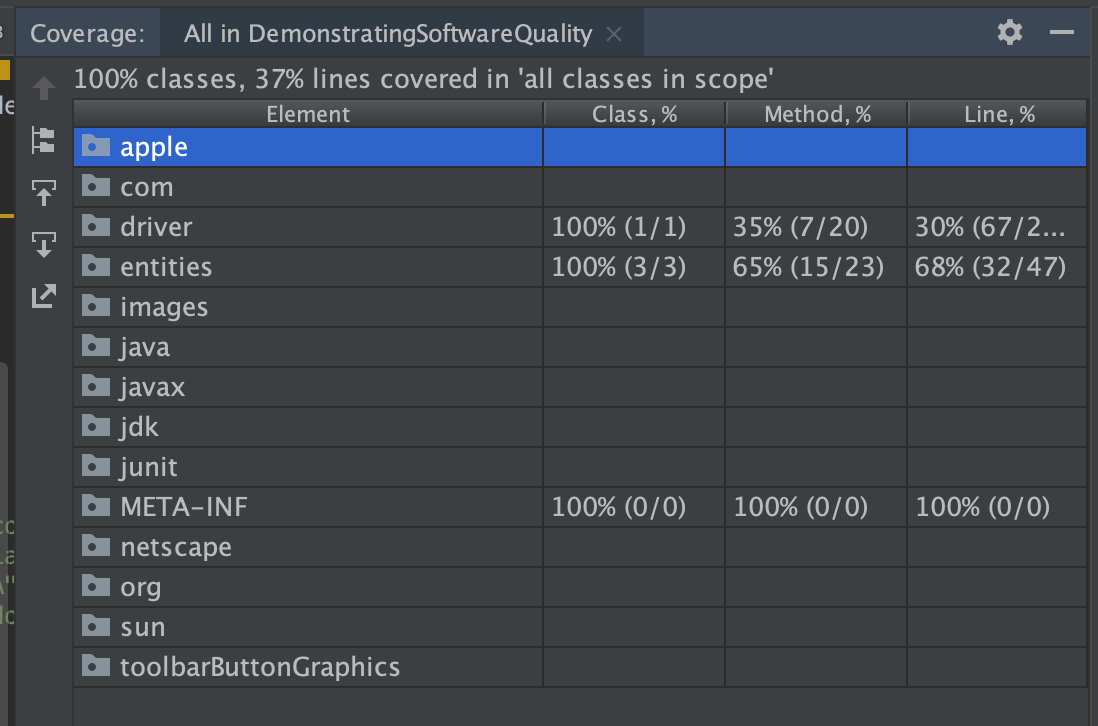 Coverage: All in DemonstratingSoftwareQuality
100% classes, 37% lines covered in 'all classes in scope'
Element Class, % Method, % Line, %
apple
com
driver 100% (1/1) 35% (7/20) 30% (67/2...
entities 100% (3/3) 65% (15/23) 68% (32/47)
images
java
javax
jdk
junit
META-INF 100% (0/0) 100% (0/0) 100% (0/0)
netscape
org
sun
toolbarButtonGraphics